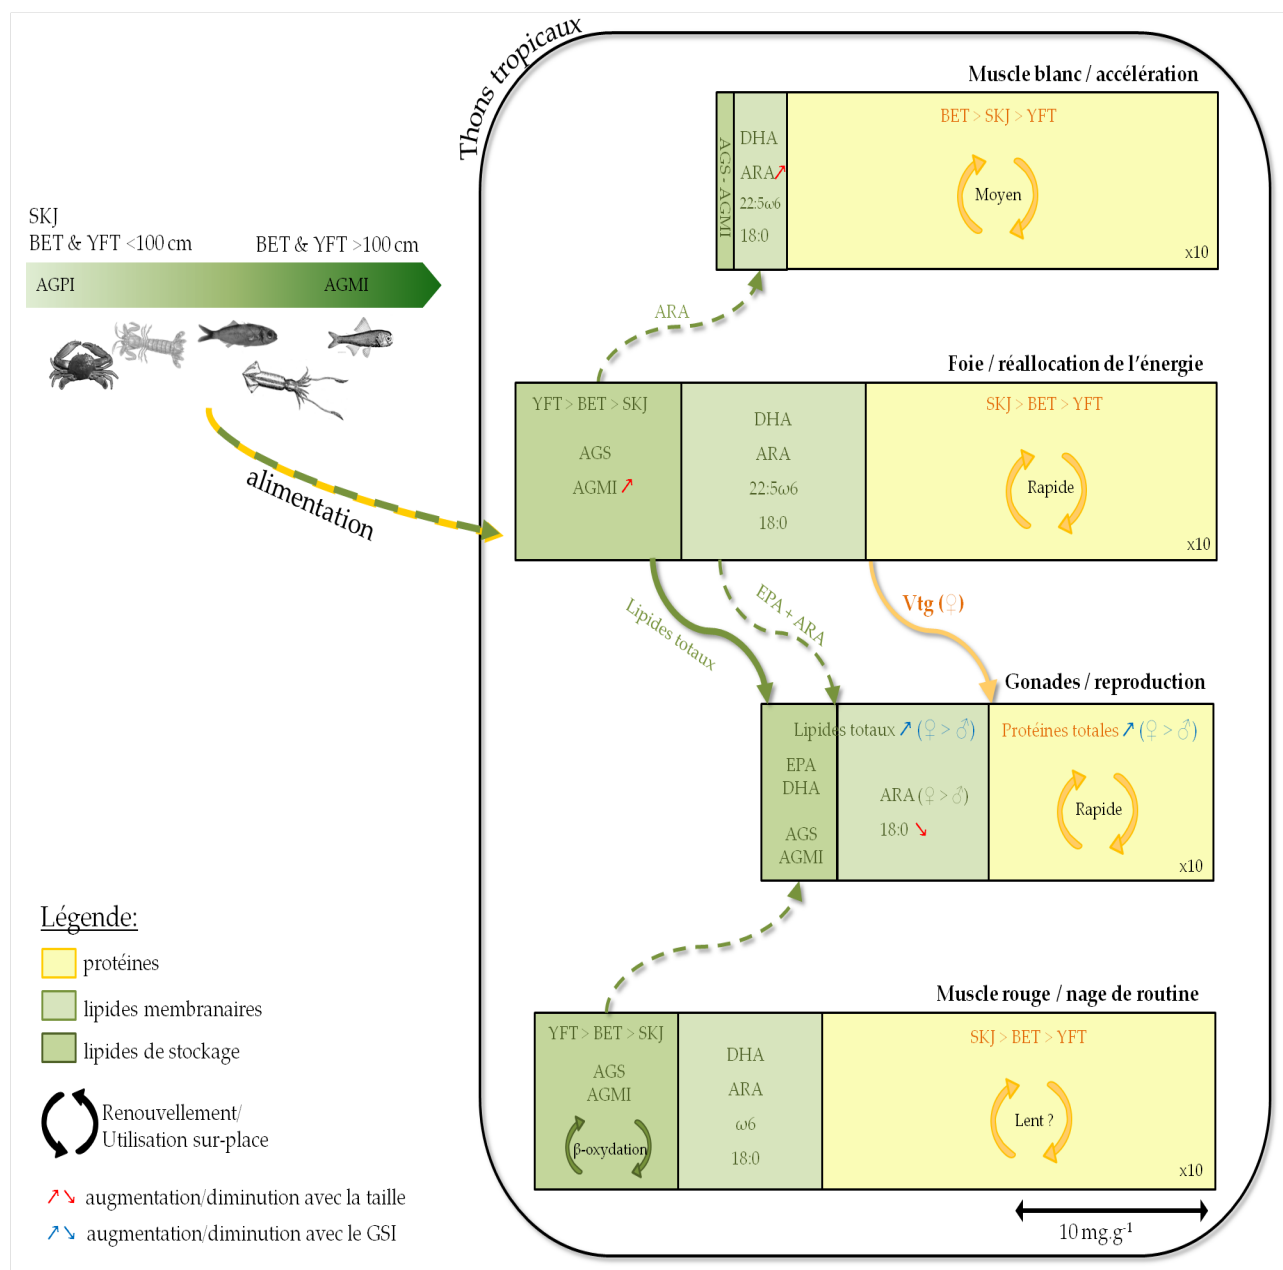 Thons tropicaux
Muscle blanc / accélération
AGS - AGMI
DHA
ARA↗
22:5ω6
18:0
BET > SKJ > YFT
Moyen
x10
SKJ
BET & YFT <100 cm
BET & YFT >100 cm
AGPI
AGMI
alimentation
ARA
Foie / réallocation de l'énergie
YFT > BET > SKJ
AGS
AGMI ↗
DHA
ARA
22:5ω6
18:0
SKJ > BET > YFT
Rapide
x10
Lipides totaux
EPA + ARA
Vtg (♀)
Gonades / reproduction
Lipides totaux ↗ (♀ > ♂)
EPA
DHA
AGS
AGMI
ARA (♀ > ♂)
18:0 ↘
Protéines totales ↗ (♀ > ♂)
Rapide
x10
Muscle rouge / nage de routine
YFT > BET > SKJ
AGS
AGMI
β-oxydation
DHA
ARA
ω6
18:0
SKJ > BET > YFT
Lent ?
x10
10 mg.g⁻¹
Légende:
protéines
lipides membranaires
lipides de stockage
Renouvellement/
Utilisation sur-place
↗↘ augmentation/diminution avec la taille
↗↘ augmentation/diminution avec le GSI